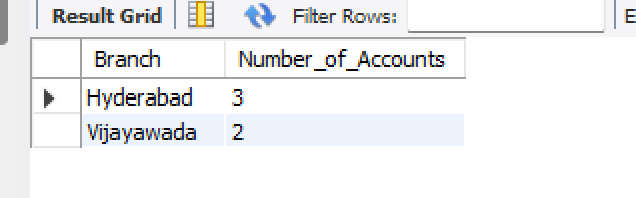 Result Grid Filter Rows: E
Branch Number_of_Accounts
Hyderabad 3
Vijayawada 2